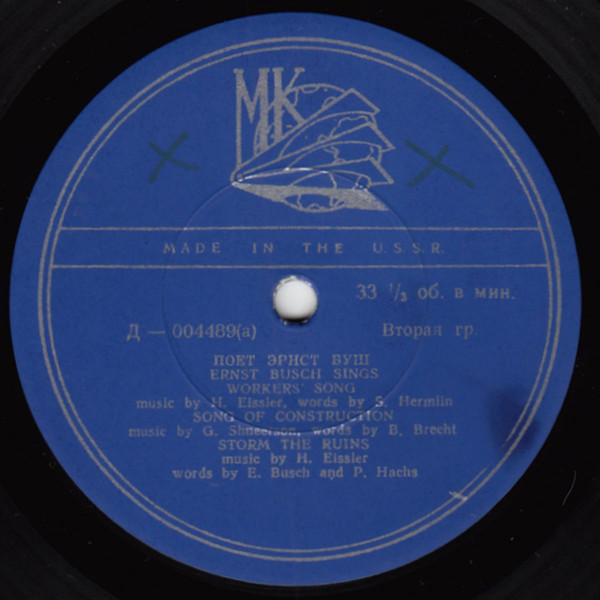 МК
MADE IN THE U.S.S.R.
33 1/3 об. в мин.
Д — 004489(а) Вторая гр.
ПОЕТ ЭРНСТ БУШ
ERNST BUSCH SINGS
WORKERS' SONG
music by H. Eissler, words by S. Hermlin
SONG OF CONSTRUCTION
music by G. Shneerson, words by B. Brecht
STORM THE RUINS
music by H. Eissler
words by E. Busch and P. Hachs